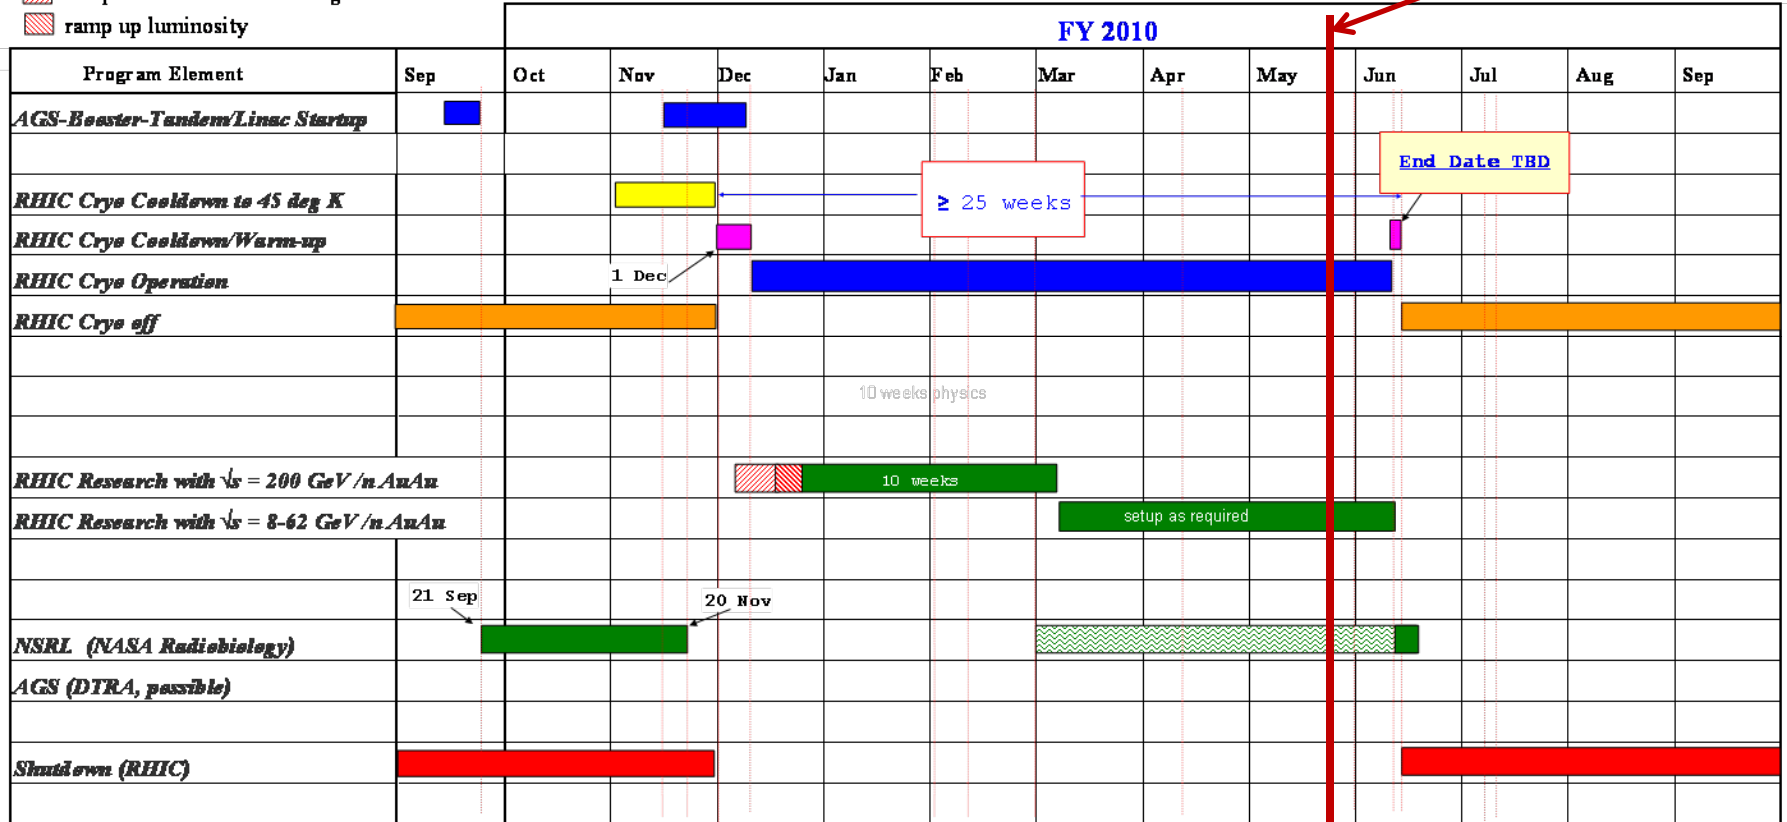 ramp up luminosity
FY 2010
Program Element Sep Oct Nov Dec Jan Feb Mar Apr May Jun Jul Aug Sep
AGS-Booster-Tandem/Linac Startup
End Date TBD
RHIC Cryo Cooldown to 45 deg K
≥ 25 weeks
RHIC Cryo Cooldown/Warm-up
1 Dec
RHIC Cryo Operation
RHIC Cryo off
10 weeks physics
RHIC Research with √s = 200 GeV/n AuAu
10 weeks
RHIC Research with √s = 8-62 GeV/n AuAu
setup as required
21 Sep
20 Nov
NSRL (NASA Radiobiology)
AGS (DTRA, possible)
Shutdown (RHIC)